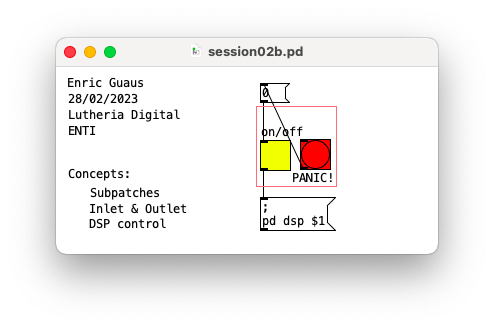 session02b.pd
Enric Guaus
28/02/2023
Lutheria Digital
ENTI
Concepts:
Subpatches
Inlet & Outlet
DSP control
0
on/off
PANIC!
;
pd dsp $1